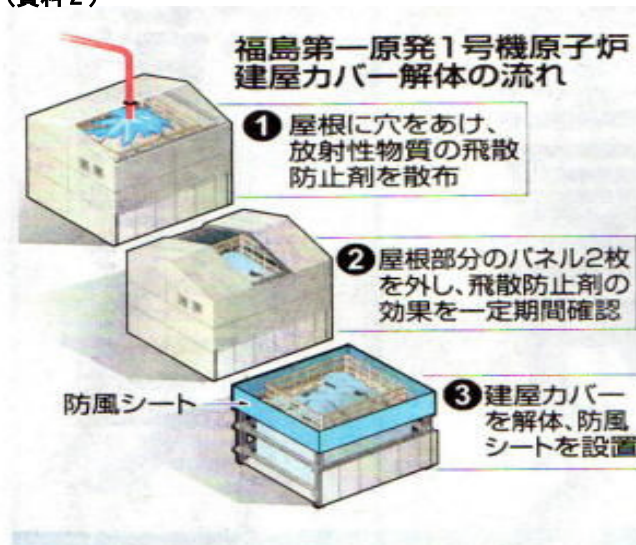 （資料2）
福島第一原発1号機原子炉
建屋カバー解体の流れ
❶ 屋根に穴をあけ、
放射性物質の飛散
防止剤を散布
❷ 屋根部分のパネル2枚
を外し、飛散防止剤の
効果を一定期間確認
防風シート
❸ 建屋カバー
を解体、防風
シートを設置